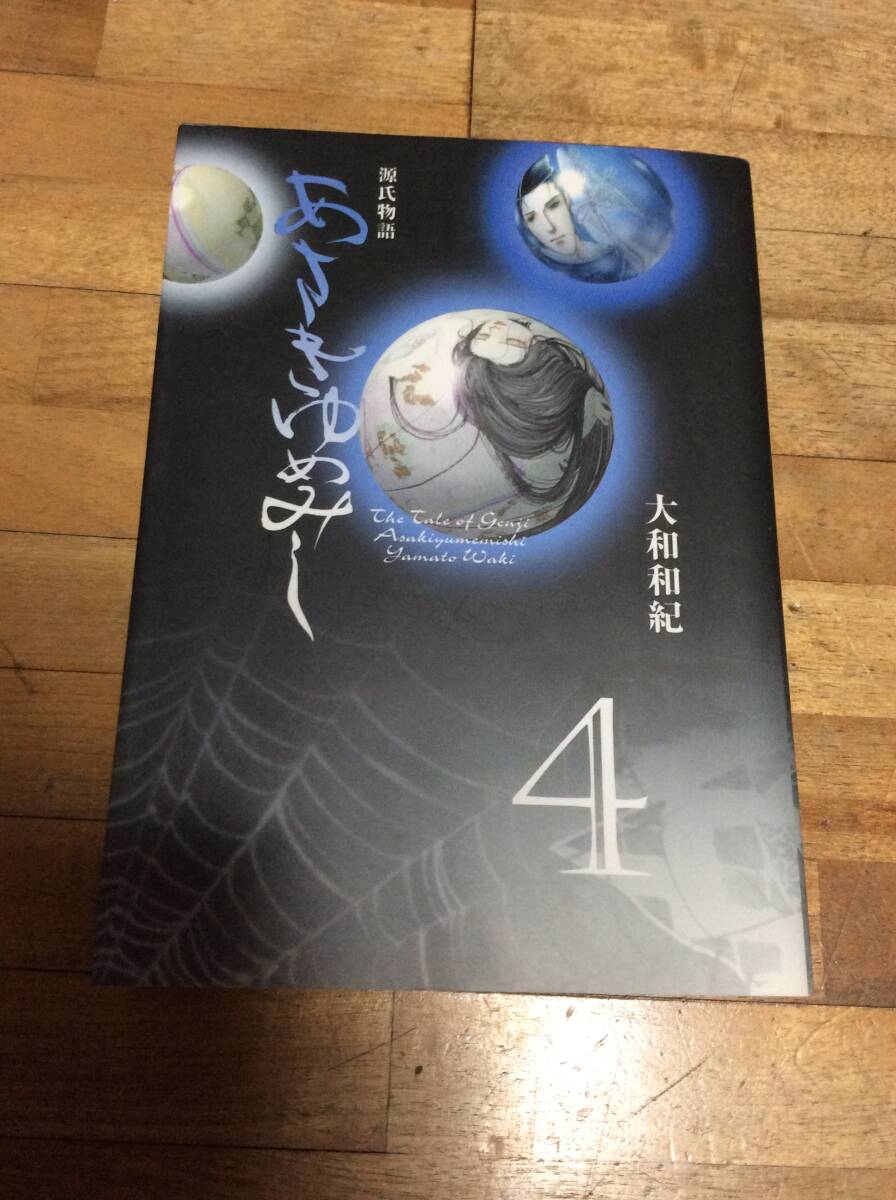 源氏物語
あさきゆめみし
The Tale of Genji
Asakiyumemishi
Yamato Waki
大和和紀
4